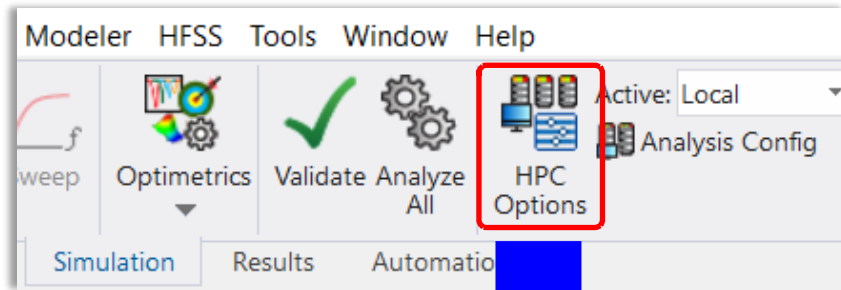 Modeler HFSS Tools Window Help
Active: Local
Analysis Config
f
Optimetrics Validate Analyze All HPC Options
Simulation Results